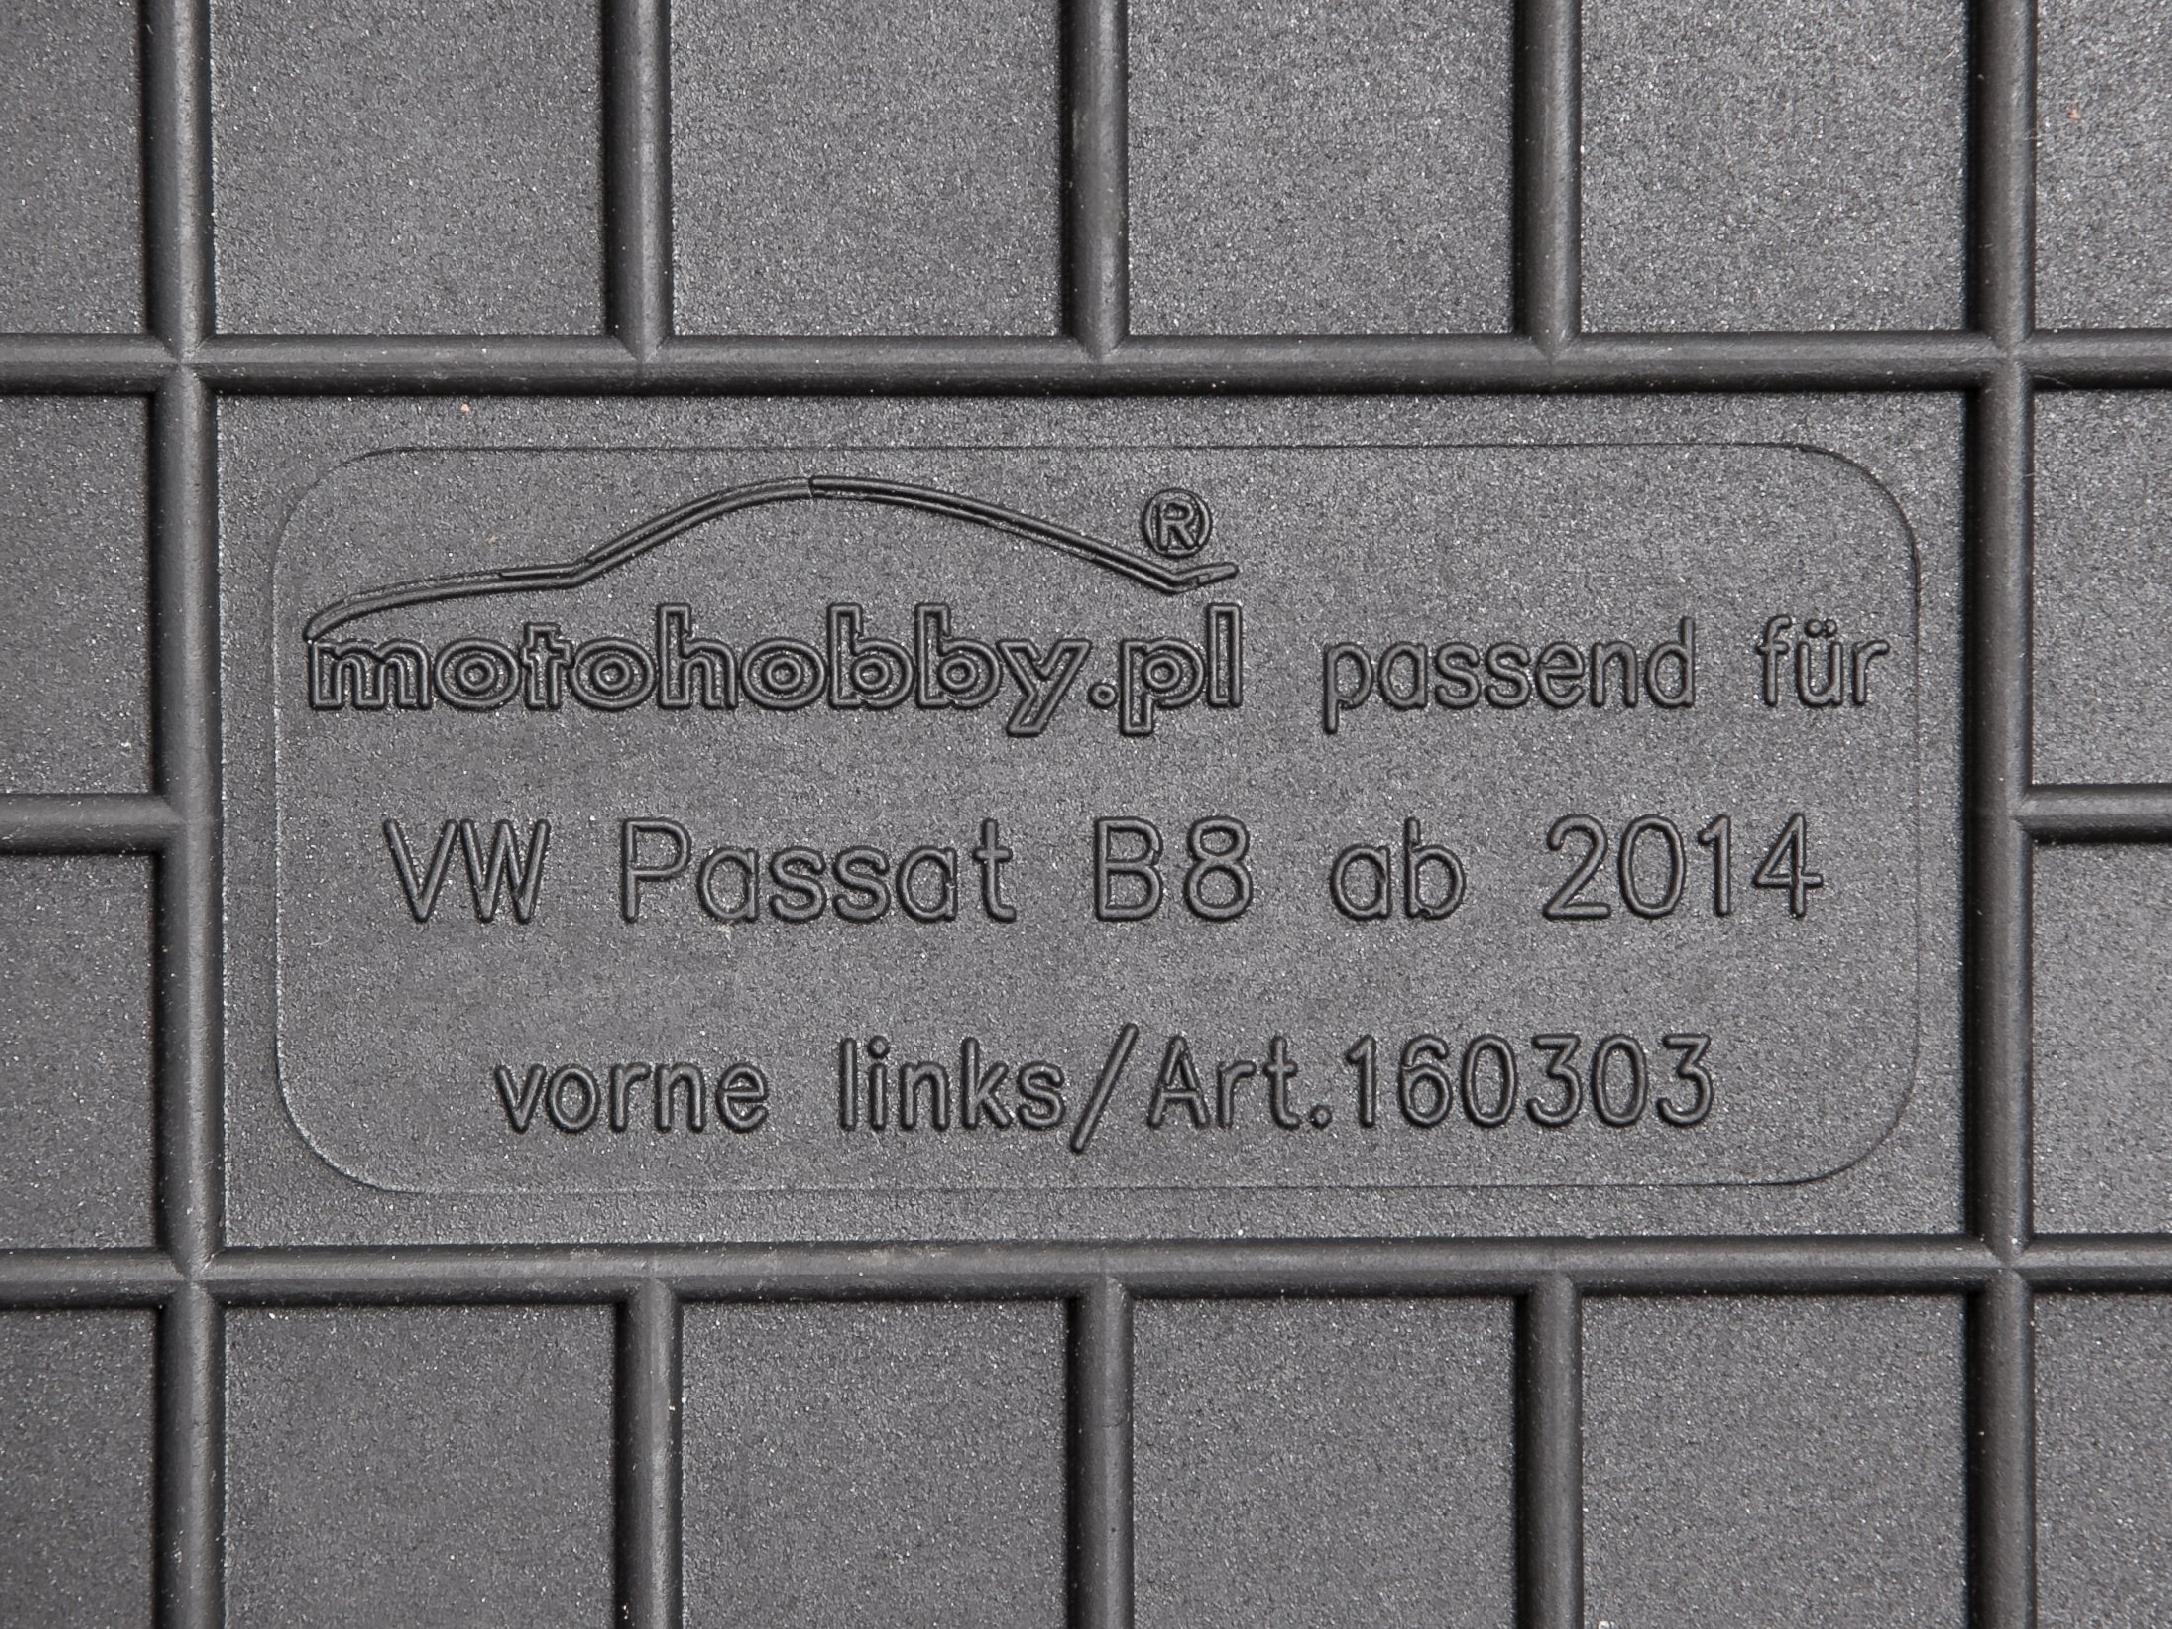 motohobby.pl® passend für
VW Passat B8 ab 2014
vorne links/Art.160303